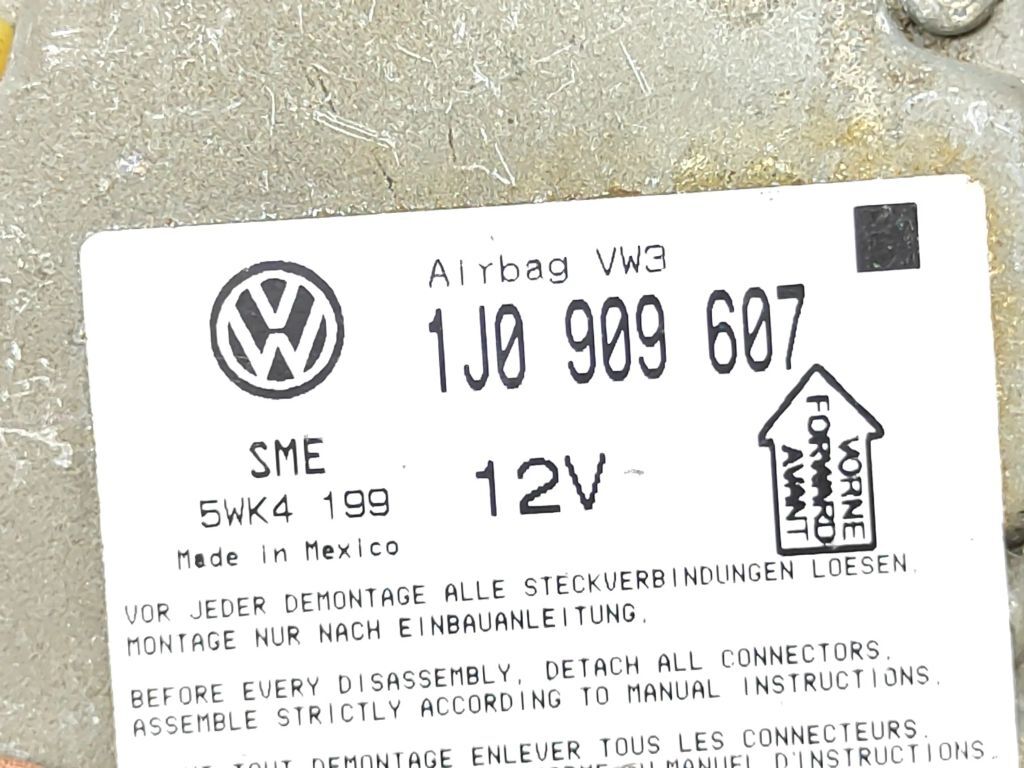 Airbag VW3
1J0 909 607
SME
12V
5WK4 199
Made in Mexico
VORNE
FORWARD
AVANT
VOR JEDER DEMONTAGE ALLE STECKVERBINDUNGEN LOESEN.
MONTAGE NUR NACH EINBAUANLEITUNG.
BEFORE EVERY DISASSEMBLY, DETACH ALL CONNECTORS.
ASSEMBLE STRICTLY ACCORDING TO MANUAL INSTRUCTIONS.
TOUT DEMONTAGE ENLEVER TOUS LES CONNECTEURS.
MANUEL D'INSTRUCTIONS.